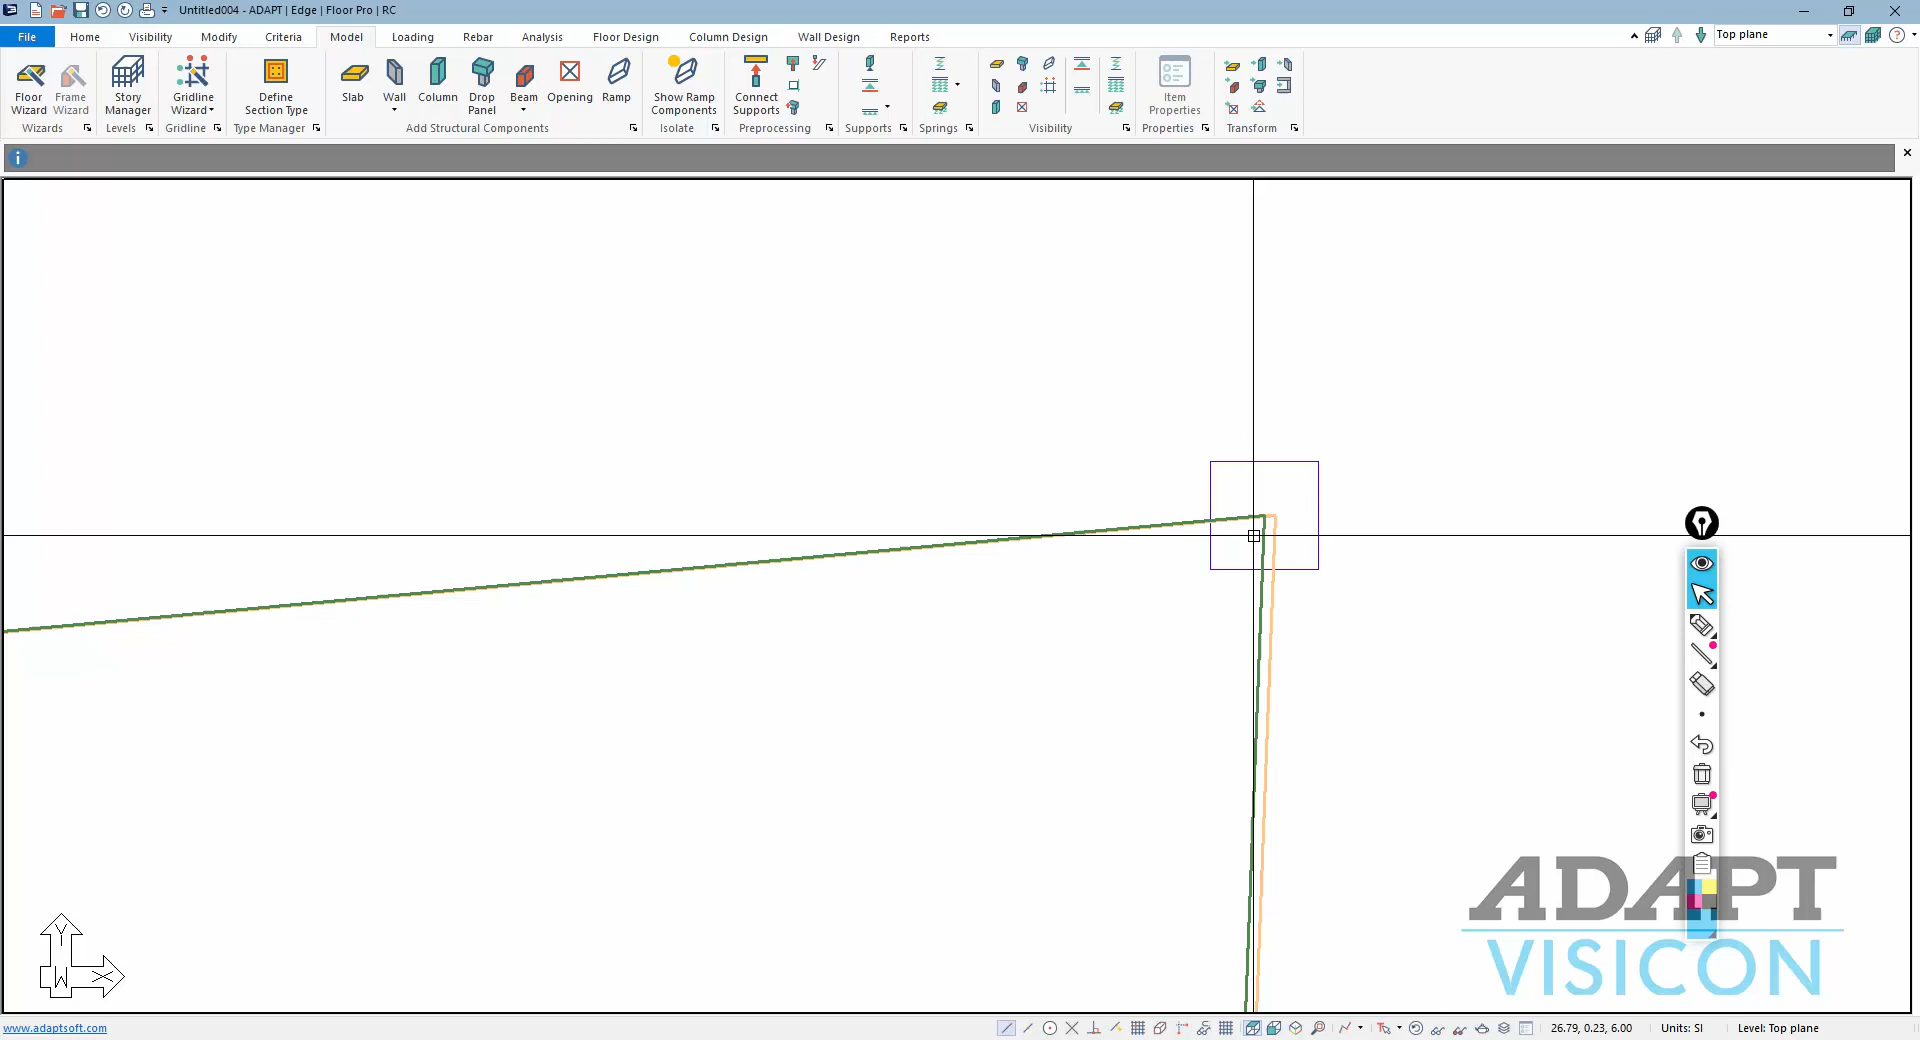 Untitled004 - ADAPT | Edge | Floor Pro | RC
File Home Visibility Modify Criteria Model Loading Rebar Analysis Floor Design Column Design Wall Design Reports Top plane
Floor Wizard
Frame Wizard
Story Manager
Gridline Wizard
Define Section Type
Slab
Wall
Column
Drop Panel
Beam
Opening
Ramp
Show Ramp Components
Connect Supports
Item Properties
Wizards Levels Gridline Type Manager Add Structural Components Isolate Preprocessing Supports Springs Visibility Properties Transform
Y
W X
ADAPT
VISICON
www.adaptsoft.com 26.79, 0.23, 6.00 Units: SI Level: Top plane